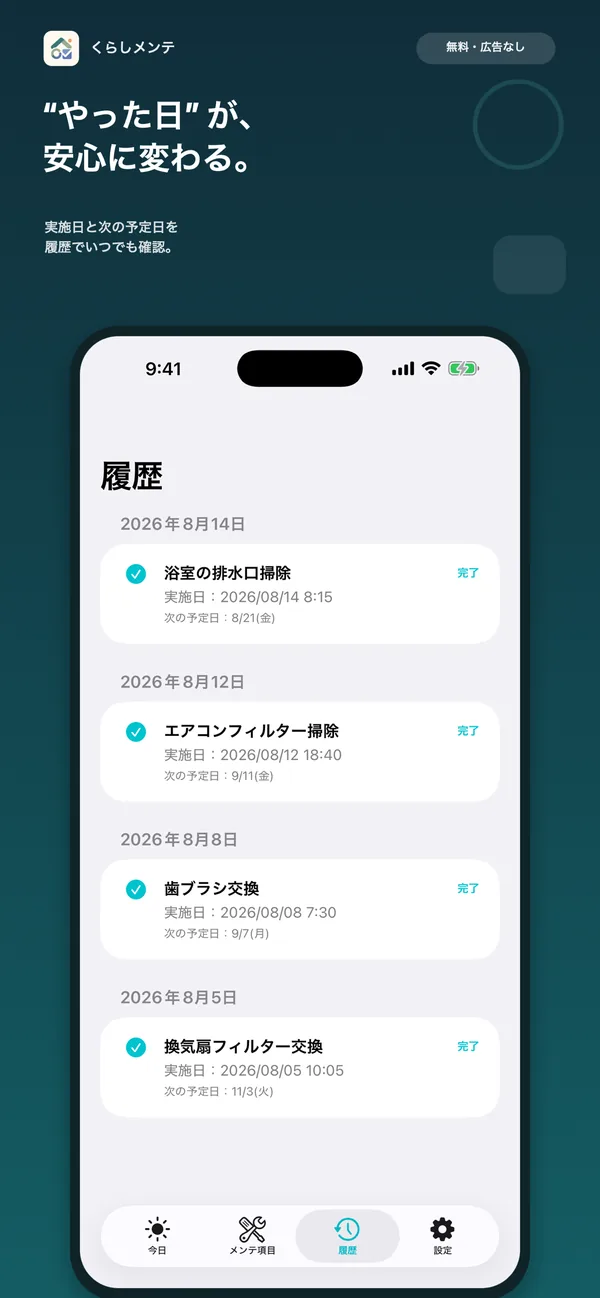 くらしメンテ
無料・広告なし
“やった日” が、
安心に変わる。
実施日と次の予定日を
履歴でいつでも確認。
9:41
履歴
2026年8月14日
浴室の排水口掃除
完了
実施日：2026/08/14 8:15
次の予定日：8/21(金)
2026年8月12日
エアコンフィルター掃除
完了
実施日：2026/08/12 18:40
次の予定日：9/11(金)
2026年8月8日
歯ブラシ交換
完了
実施日：2026/08/08 7:30
次の予定日：9/7(月)
2026年8月5日
換気扇フィルター交換
完了
実施日：2026/08/05 10:05
次の予定日：11/3(火)
今日
メンテ項目
履歴
設定